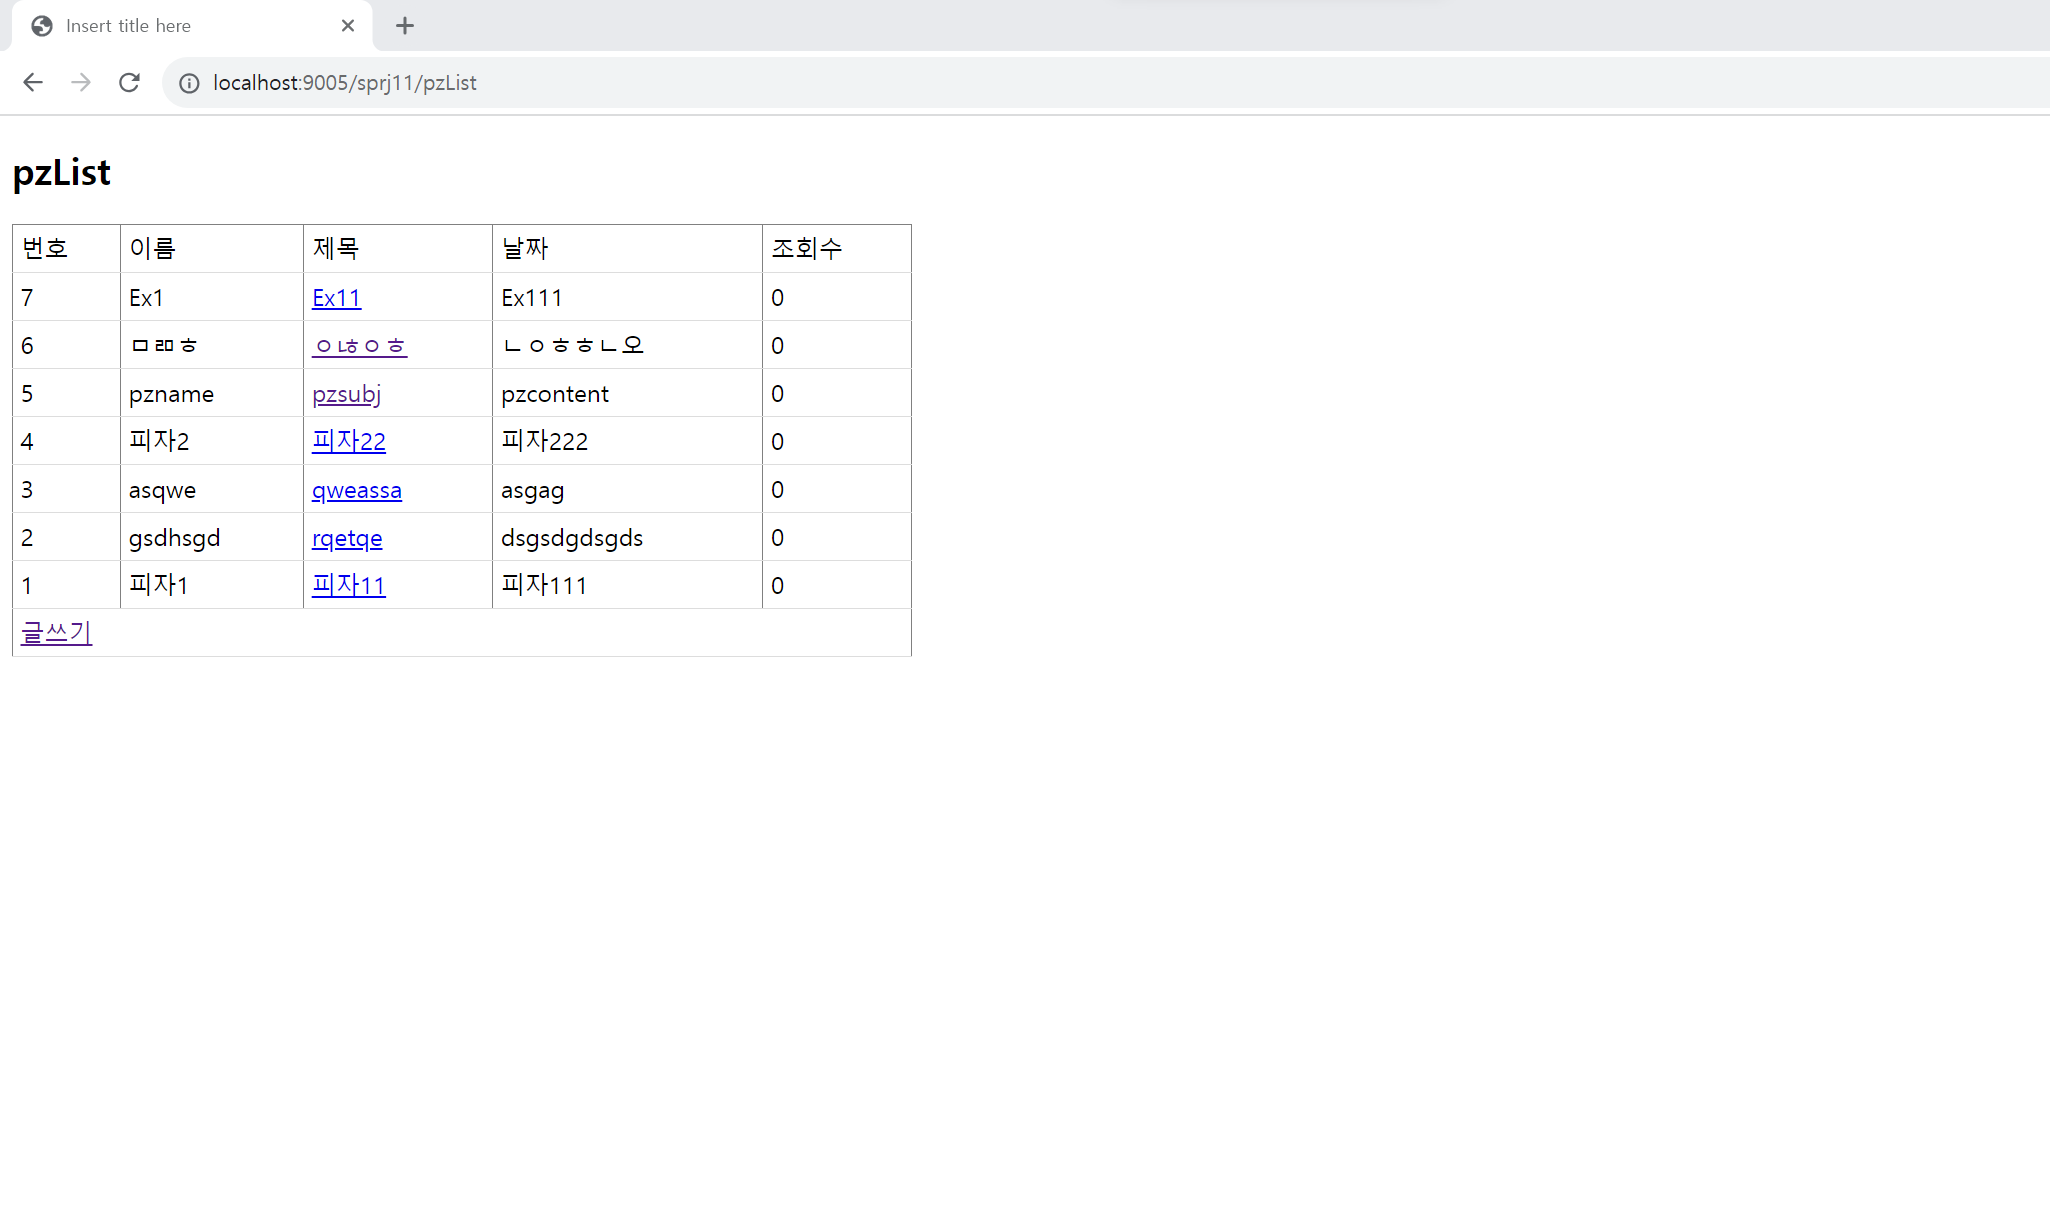 Insert title here
localhost:9005/sprj11/pzList
pzList
번호 이름 제목 날짜 조회수
7 Ex1 Ex11 Ex111 0
6 ㅁㄻㅎ ㅇㄶㅇㅎ ㄴㅇㅎㅎㄴ오 0
5 pzname pzsubj pzcontent 0
4 피자2 피자22 피자222 0
3 asqwe qweassa asgag 0
2 gsdhsgd rqetqe dsgsdgdsgds 0
1 피자1 피자11 피자111 0
글쓰기